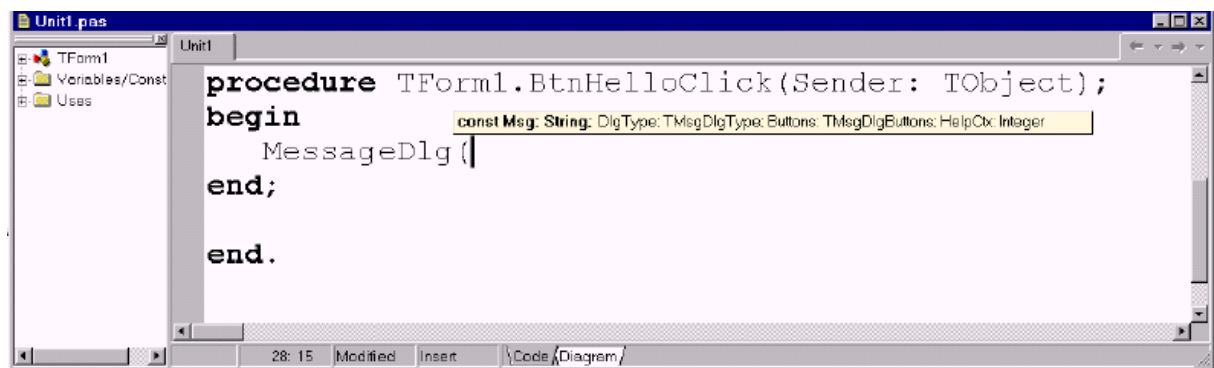 Unit1.pas
TForm1
Variables/Const
Uses
Unit1
procedure TForm1.BtnHelloClick(Sender: TObject);
begin
const Msg: String; DlgType: TMsgDlgType; Buttons: TMsgDlgButtons; HelpCtx: Integer
MessageDlg(
end;
end.
28: 15 Modified Insert \Code /Diagram/